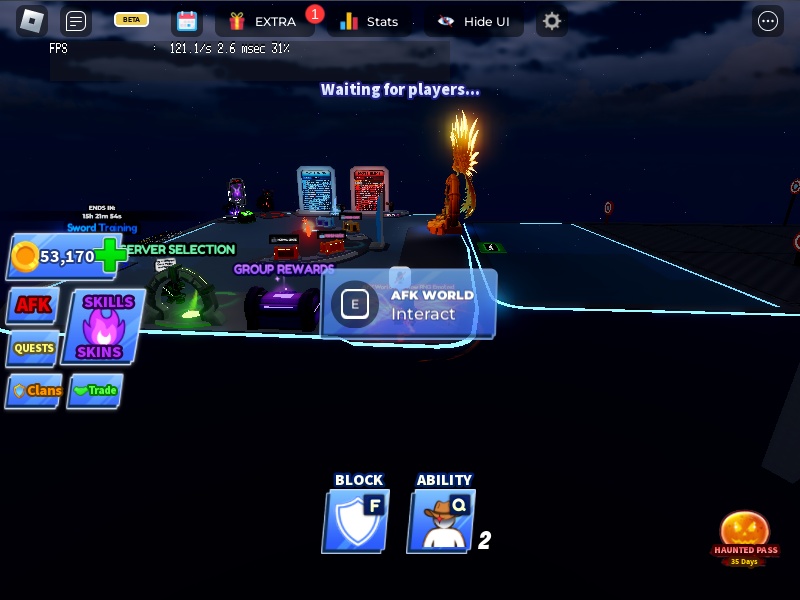 BETA
EXTRA
1
Stats
Hide UI
FPS : 121.1/s 2.6 msec 31%
Waiting for players...
ENDS IN:
15h 21m 54s
Sword Training
53,170
ERVER SELECTION
GROUP REWARDS
E
AFK WORLD
Interact
AFK
SKILLS
SKINS
QUESTS
Clans
Trade
BLOCK
ABILITY
F
Q
2
HAUNTED PASS
35 Days